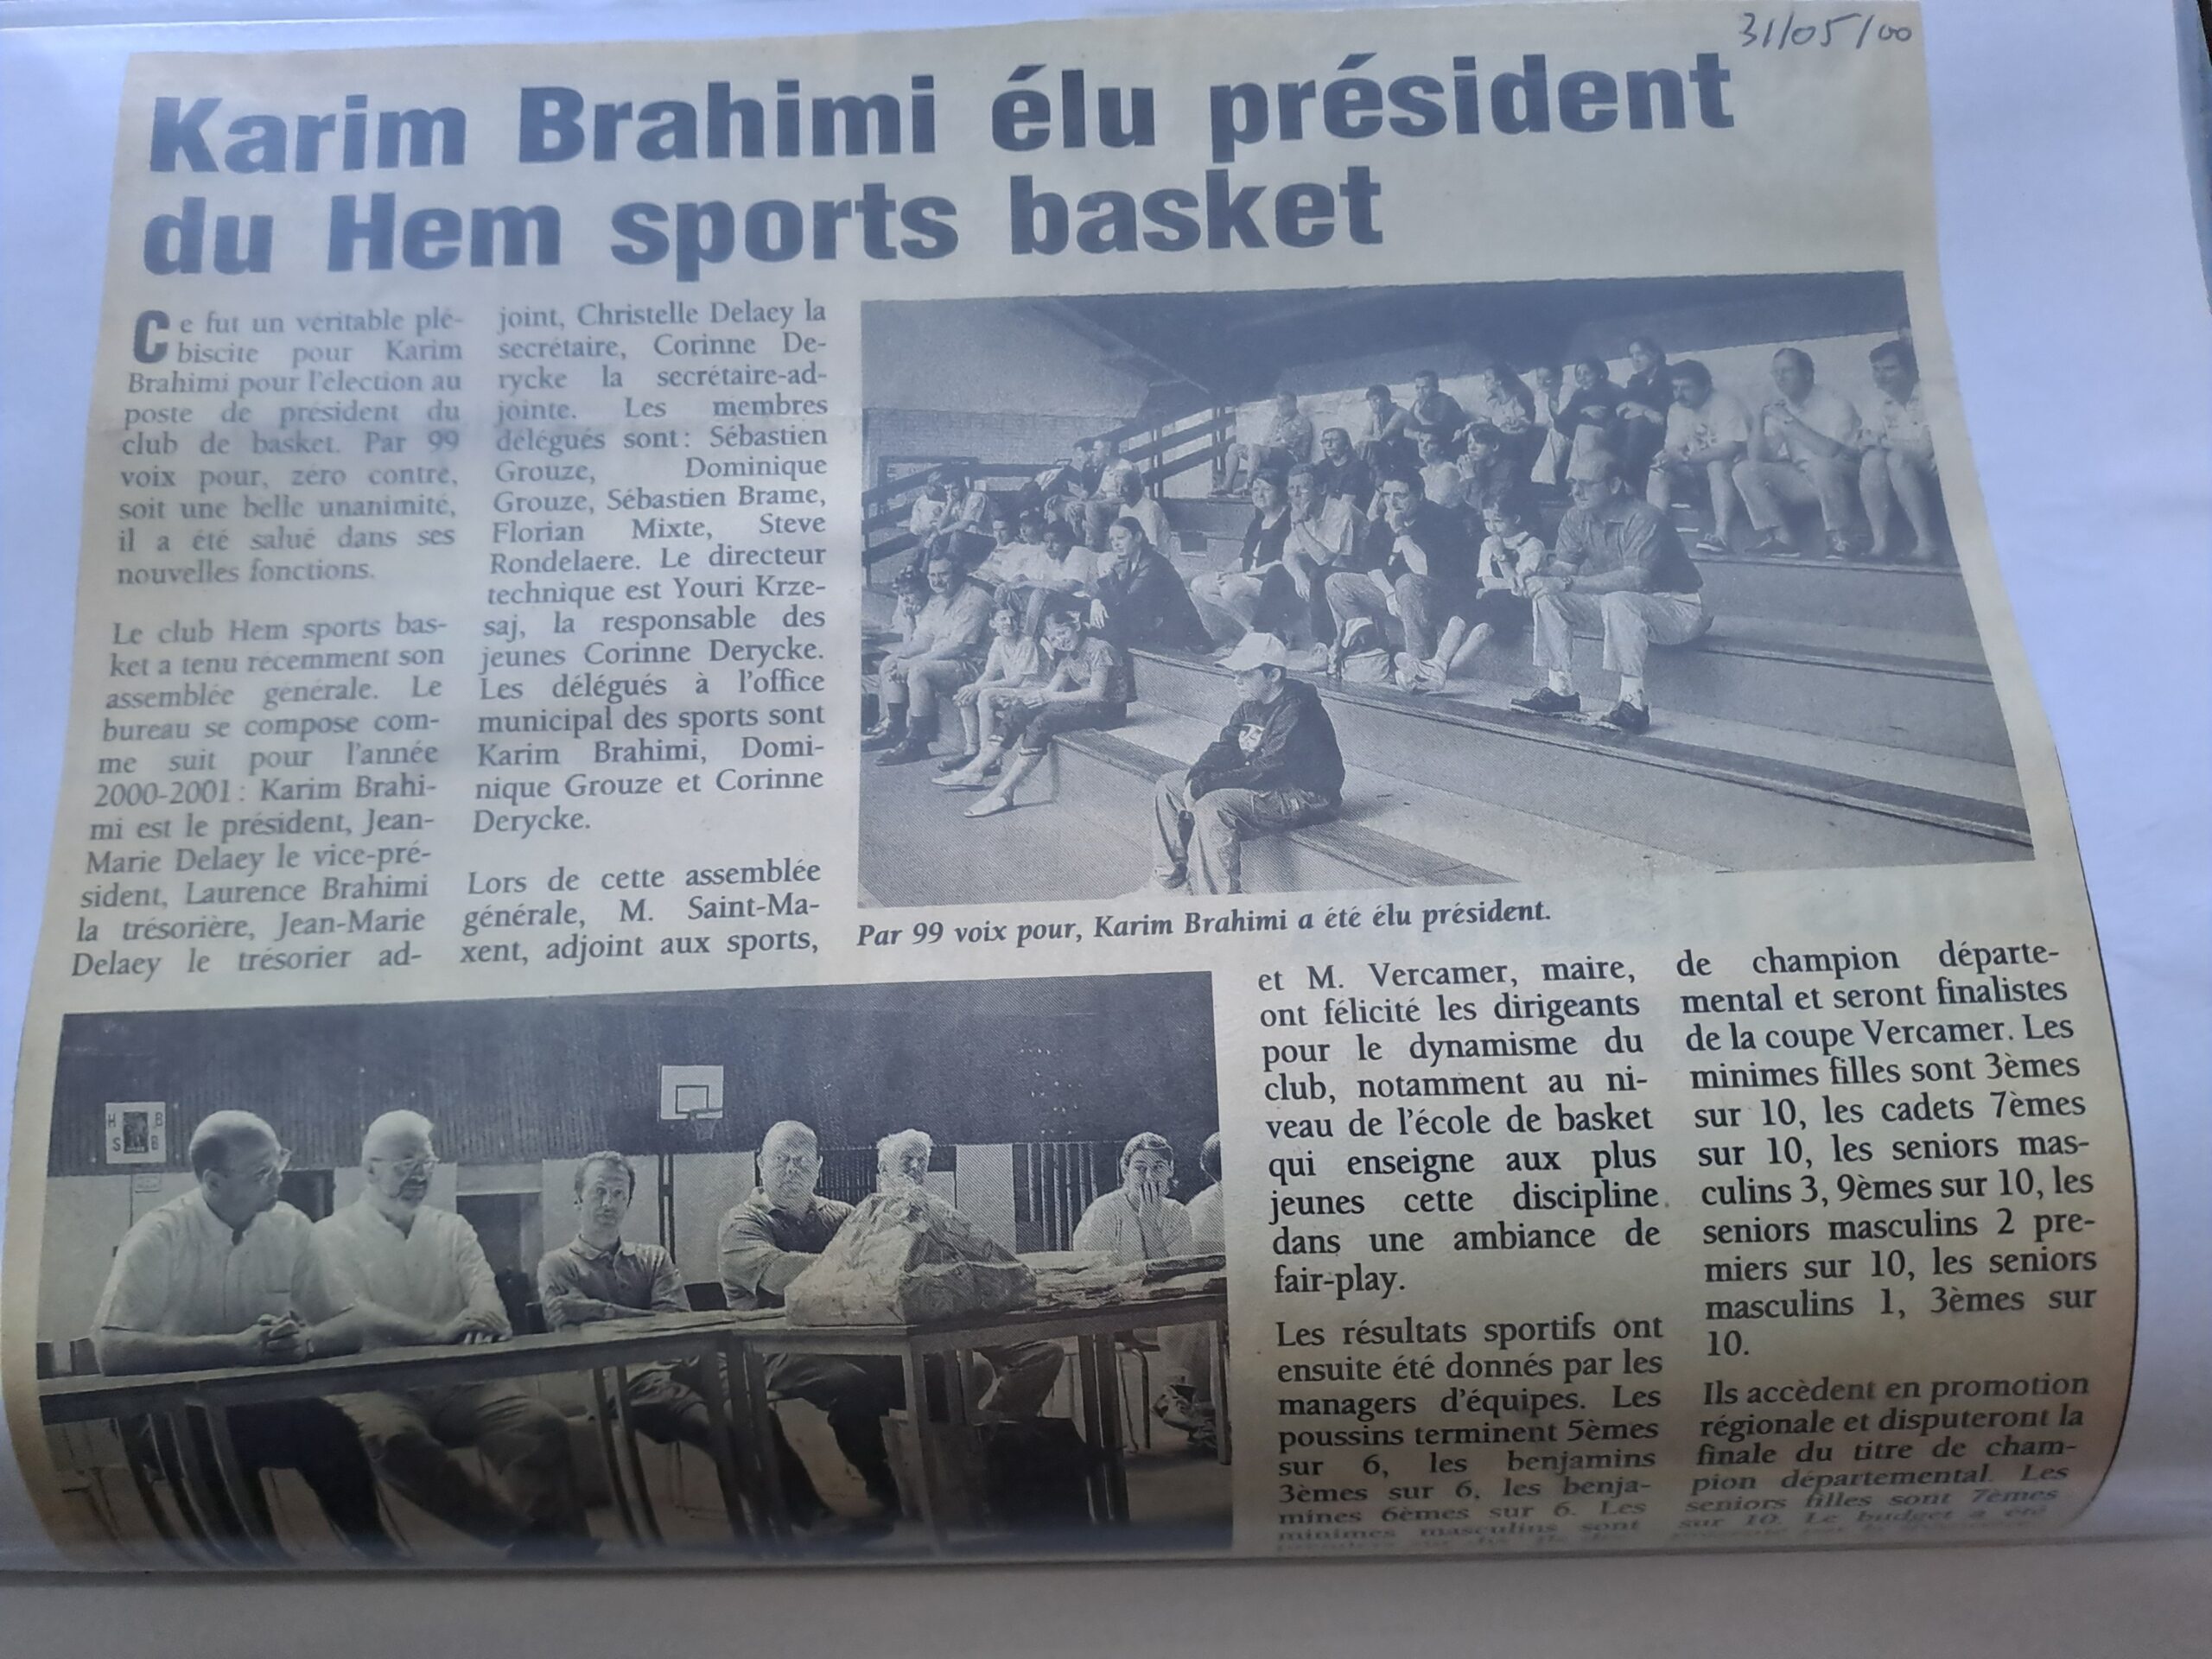 31/05/00
Karim Brahimi élu président
du Hem sports basket
Ce fut un véritable plé-
biscite pour Karim
Brahimi pour l'élection au
poste de président du
club de basket. Par 99
voix pour, zéro contre,
soit une belle unanimité,
il a été salué dans ses
nouvelles fonctions.
Le club Hem sports bas-
ket a tenu récemment son
assemblée générale. Le
bureau se compose com-
me suit pour l'année
2000-2001 : Karim Brahi-
mi est le président, Jean-
Marie Delaey le vice-pré-
sident, Laurence Brahimi
la trésorière, Jean-Marie
Delaey le trésorier ad-
joint, Christelle Delaey la
secrétaire, Corinne De-
rycke la secrétaire-ad-
jointe. Les membres
délégués sont : Sébastien
Grouze, Dominique
Grouze, Sébastien Brame,
Florian Mixte, Steve
Rondelaere. Le directeur
technique est Youri Krze-
saj, la responsable des
jeunes Corinne Derycke.
Les délégués à l'office
municipal des sports sont
Karim Brahimi, Domi-
nique Grouze et Corinne
Derycke.
Lors de cette assemblée
générale, M. Saint-Ma-
xent, adjoint aux sports,
Par 99 voix pour, Karim Brahimi a été élu président.
H B
S B
et M. Vercamer, maire,
ont félicité les dirigeants
pour le dynamisme du
club, notamment au ni-
veau de l'école de basket
qui enseigne aux plus
jeunes cette discipline
dans une ambiance de
fair-play.
Les résultats sportifs ont
ensuite été donnés par les
managers d'équipes. Les
poussins terminent 5èmes
sur 6, les benjamins
3èmes sur 6, les benja-
mines 6èmes sur 6. Les
minimes masculins sont
de champion départe-
mental et seront finalistes
de la coupe Vercamer. Les
minimes filles sont 3èmes
sur 10, les cadets 7èmes
sur 10, les seniors mas-
culins 3, 9èmes sur 10, les
seniors masculins 2 pre-
miers sur 10, les seniors
masculins 1, 3èmes sur
10.
Ils accèdent en promotion
régionale et disputeront la
finale du titre de cham-
pion départemental. Les
seniors filles sont 7èmes
sur 10. Le budget a été